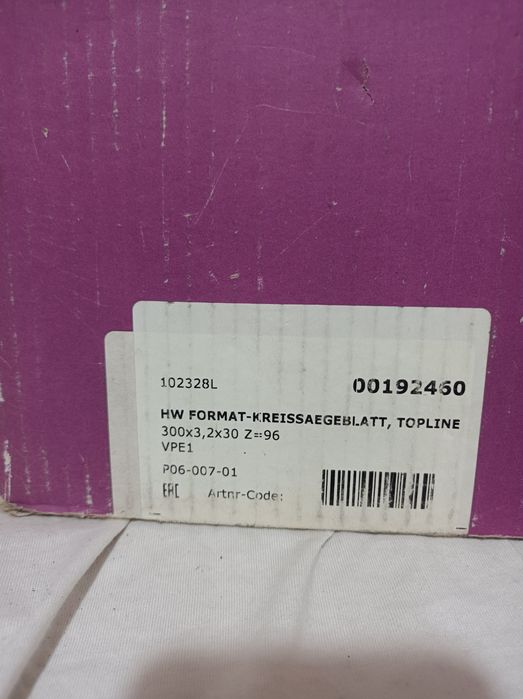 102328L 00192460
HW FORMAT-KREISSAEGEBLATT, TOPLINE
300x3,2x30 Z=96
VPE1
P06-007-01
EAC Artnr-Code: